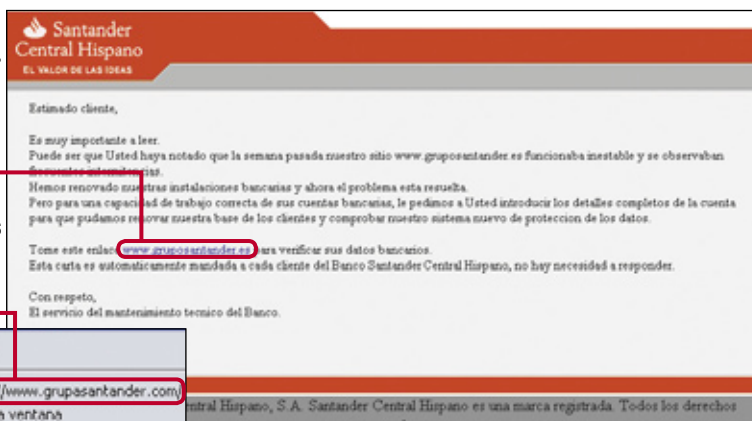 Santander
Central Hispano
EL VALOR DE LAS IDEAS
Estimado cliente,
Es muy importante a leer.
Puede ser que Usted haya notado que la semana pasada nuestro sitio www.gruposantander.es funcionaba inestable y se observaban
frecuentes intermitencias.
Hemos renovado nuestras instalaciones bancarias y ahora el problema esta resuelta.
Pero para una capacidad de trabajo correcta de sus cuentas bancarias, le pedimos a Usted introducir los detalles completos de la cuenta
para que pudamos renovar nuestra base de los clientes y comprobar nuestro sistema nuevo de proteccion de los datos.
Tome este enlace www.gruposantander.es para verificar sus datos bancarios.
Esta carta es automaticamente mandada a cada cliente del Banco Santander Central Hispano, no hay necesidad a responder.
Con respeto,
El servicio del mantenimiento tecnico del Banco.
//www.grupasantander.com/
a ventana
entral Hispano, S.A. Santander Central Hispano es una marca registrada. Todos los derechos